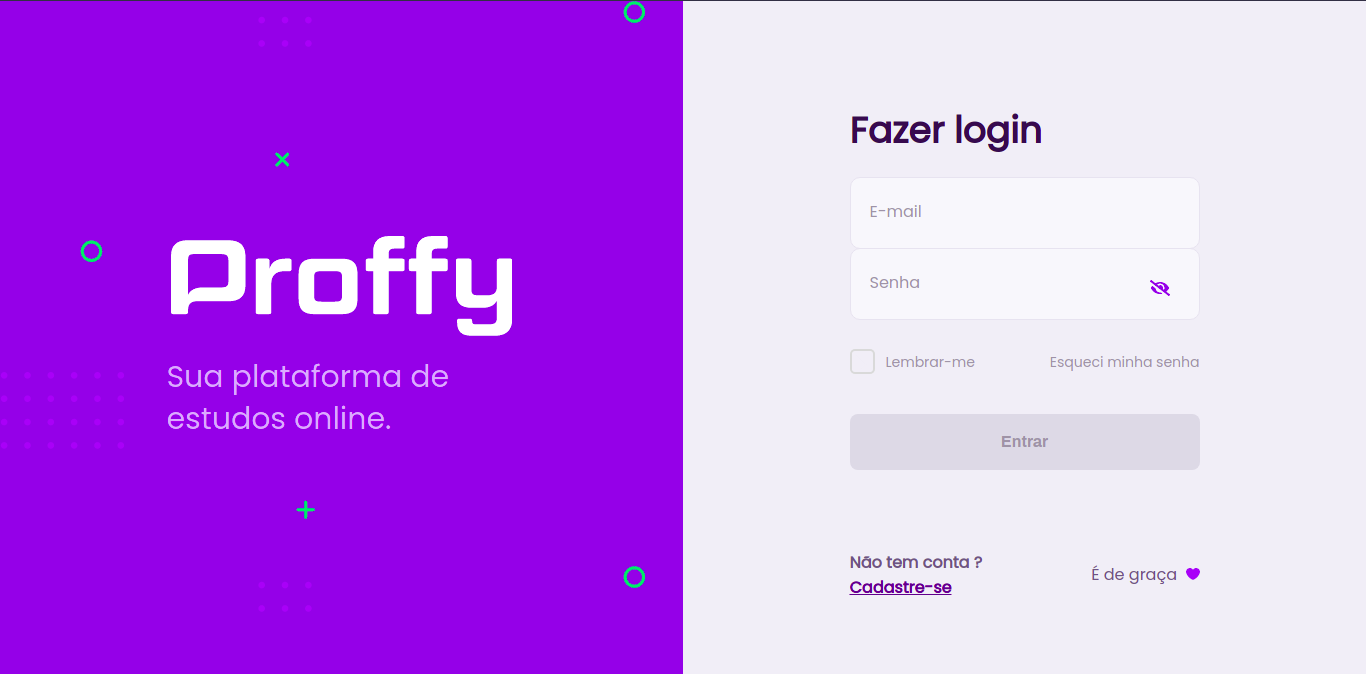 Proffy
Sua plataforma de
estudos online.
Fazer login
E-mail
Senha
Lembrar-me
Esqueci minha senha
Entrar
Não tem conta ?
Cadastre-se
É de graça